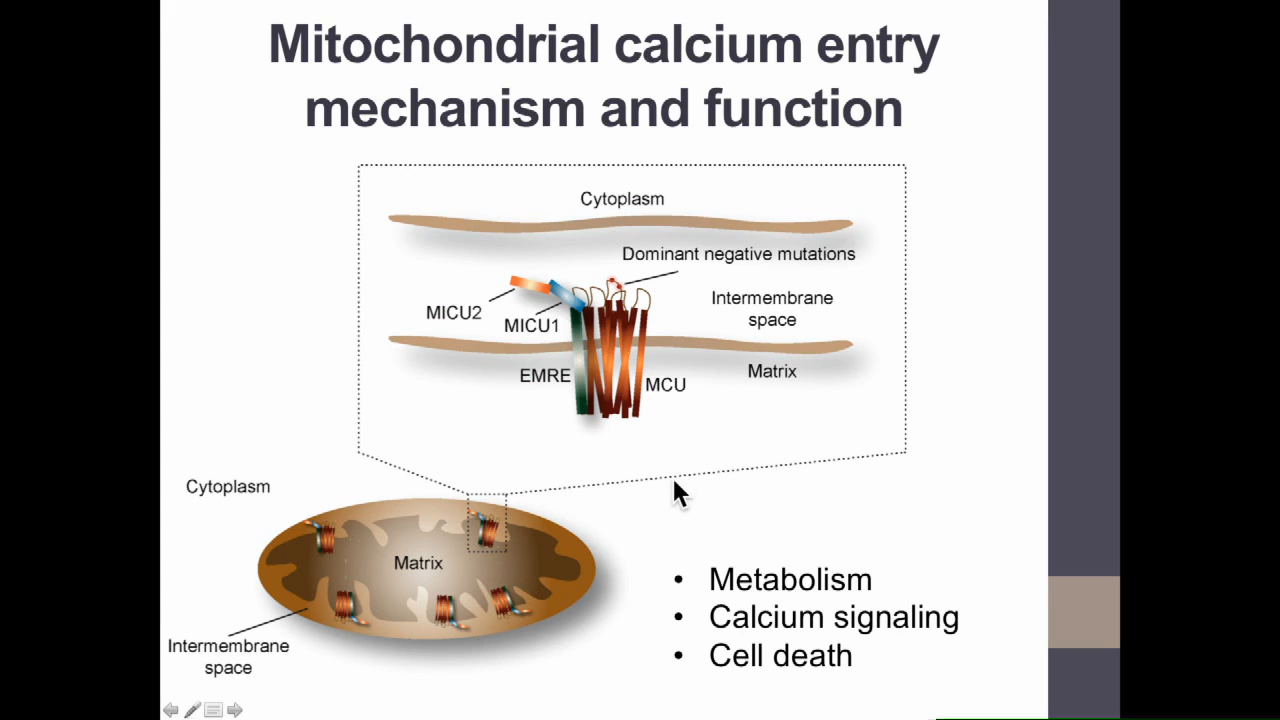 Mitochondrial calcium entry
mechanism and function
Cytoplasm
Dominant negative mutations
MICU2
MICU1
Intermembrane
space
EMRE
MCU
Matrix
Cytoplasm
Matrix
Intermembrane
space
• Metabolism
• Calcium signaling
• Cell death